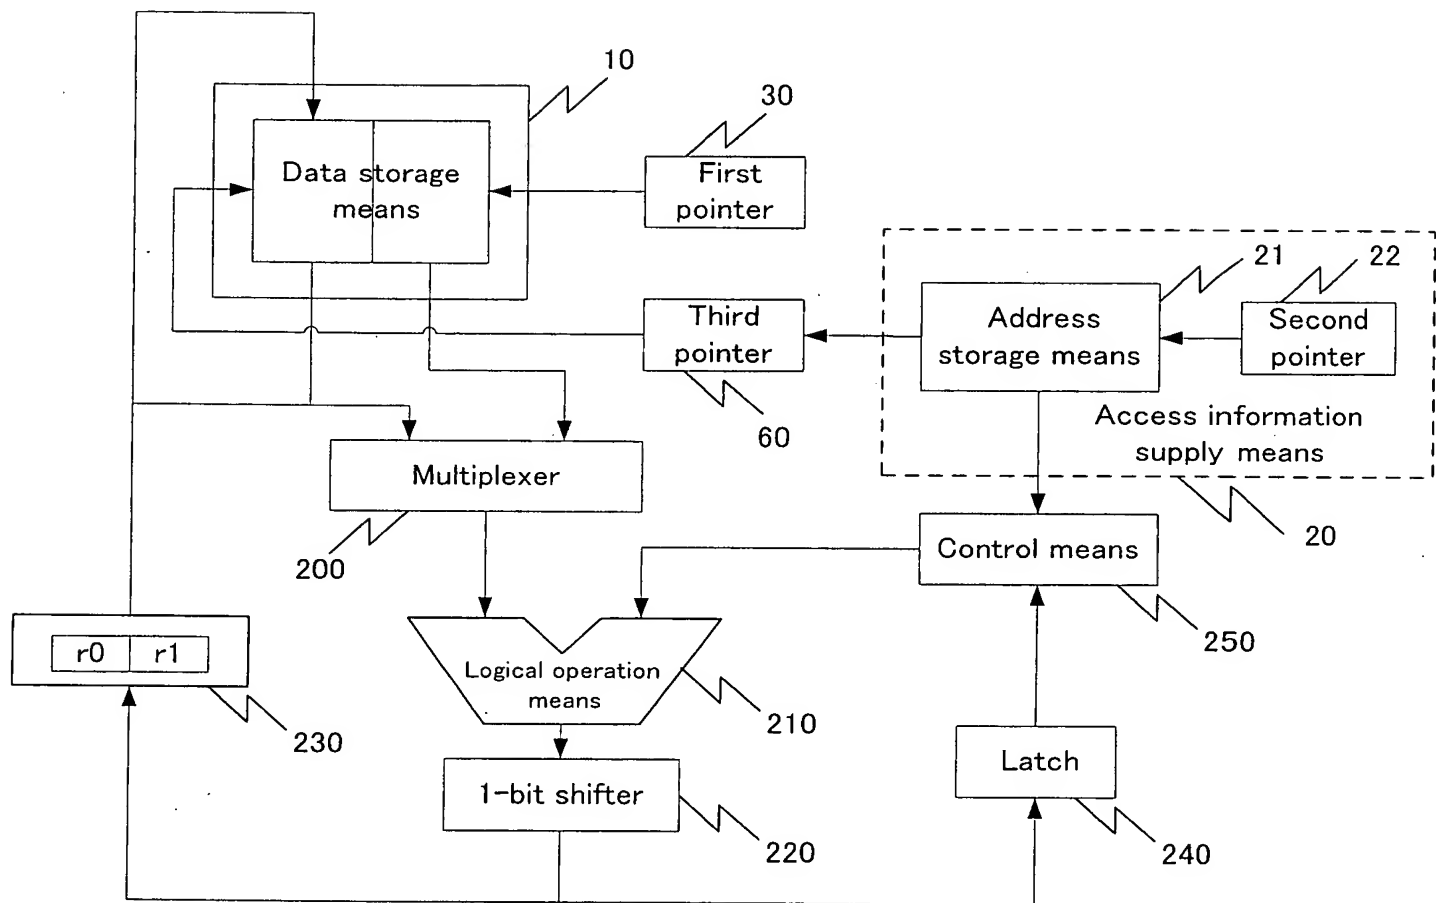 10
30
Data storage
means
First
pointer
21
22
Address
storage means
Second
pointer
Third
pointer
60
Access information
supply means
20
Multiplexer
200
Control means
250
r0
r1
230
Logical operation
means
210
1-bit shifter
220
Latch
240